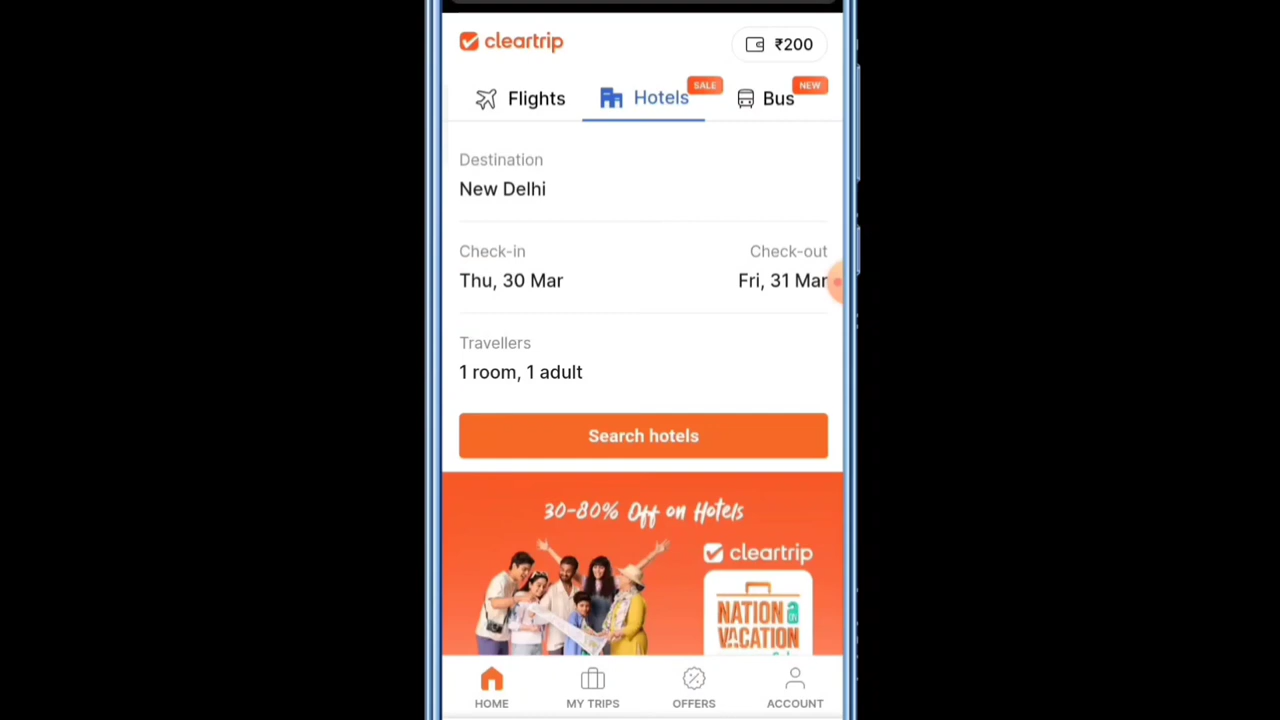 cleartrip
₹200
Flights
Hotels
SALE
Bus
NEW
Destination
New Delhi
Check-in
Check-out
Thu, 30 Mar
Fri, 31 Mar
Travellers
1 room, 1 adult
Search hotels
30-80% Off on Hotels
cleartrip
NATION
ON
VACATION
HOME
MY TRIPS
OFFERS
ACCOUNT